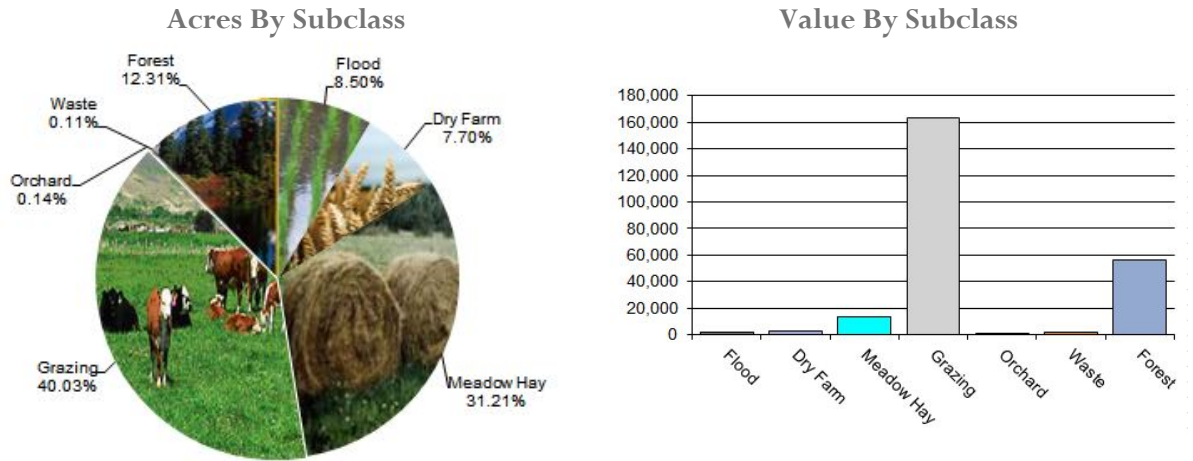 Acres By Subclass
Forest
12.31%
Flood
8.50%
Waste
0.11%
Dry Farm
7.70%
Orchard
0.14%
Grazing
40.03%
Meadow Hay
31.21%
Value By Subclass
180,000
160,000
140,000
120,000
100,000
80,000
60,000
40,000
20,000
0
Flood
Dry Farm
Meadow Hay
Grazing
Orchard
Waste
Forest